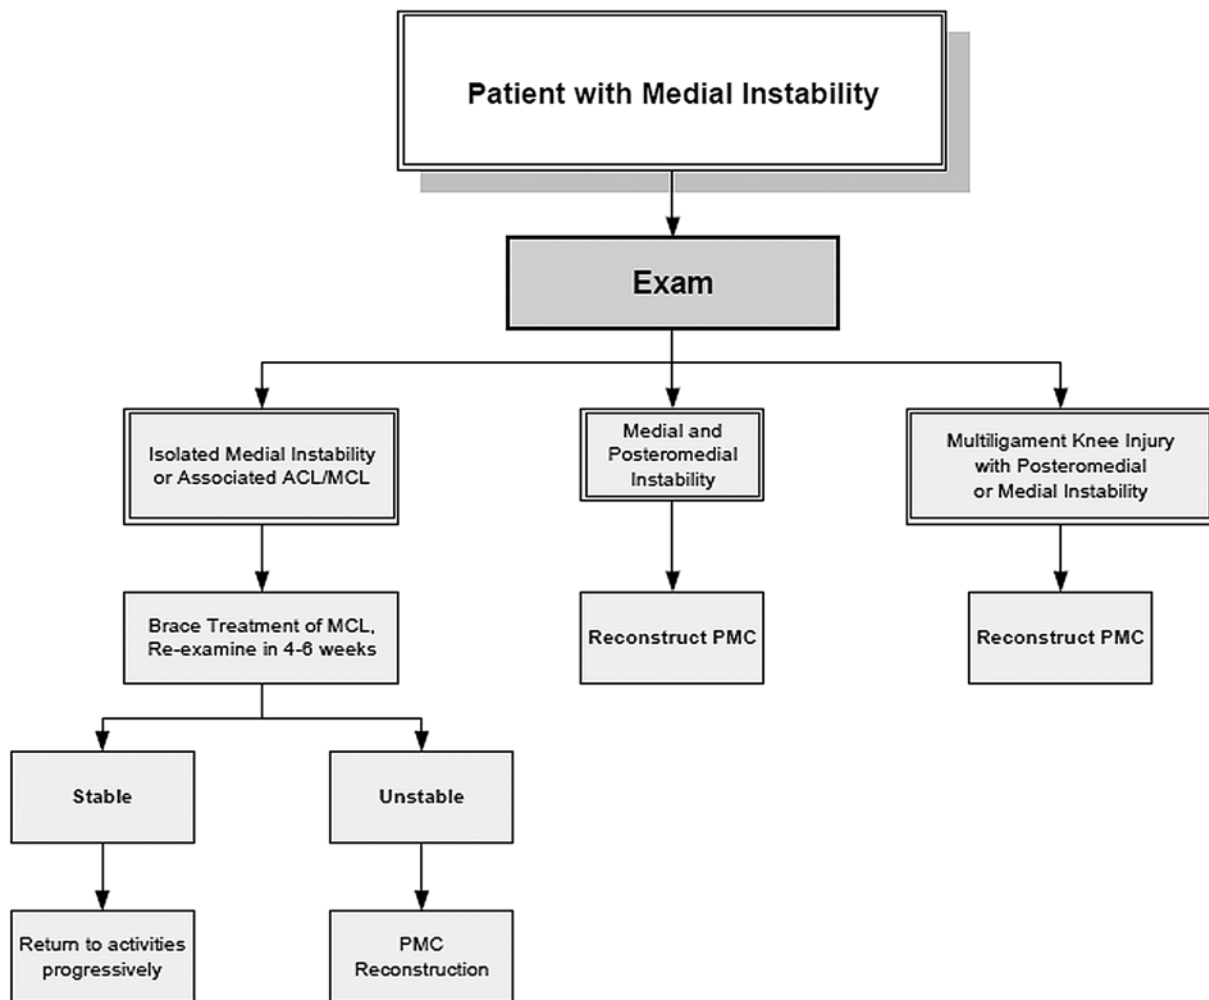 Patient with Medial Instability
Exam
Isolated Medial Instability
or Associated ACL/MCL
Medial and
Posteromedial
Instability
Multiligament Knee Injury
with Posteromedial
or Medial Instability
Brace Treatment of MCL,
Re-examine in 4-6 weeks
Reconstruct PMC
Reconstruct PMC
Stable
Unstable
Return to activities
progressively
PMC
Reconstruction